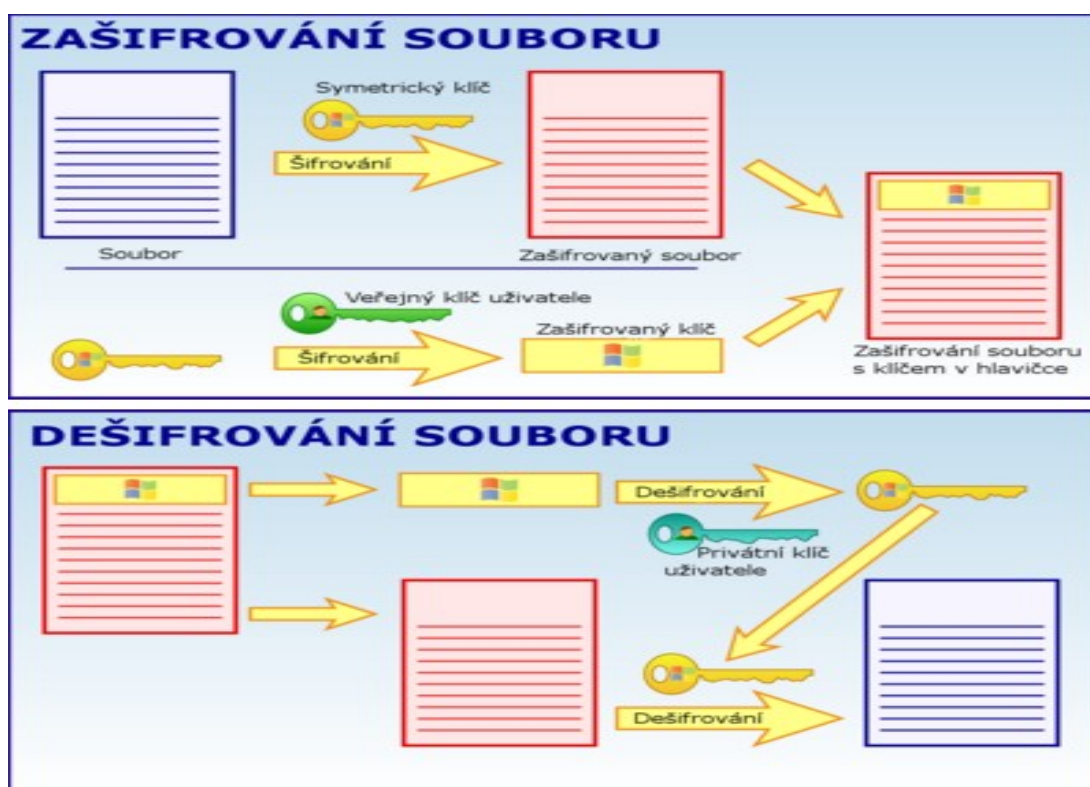 ZAŠIFROVÁNÍ SOUBORU
Symetrický klíč
Šifrování
Soubor
Zašifrovaný soubor
Veřejný klíč uživatele
Zašifrovaný klíč
Šifrování
Zašifrování souboru
s klíčem v hlavičce
DEŠIFROVÁNÍ SOUBORU
Dešifrování
Privátní klíč
uživatele
Dešifrování